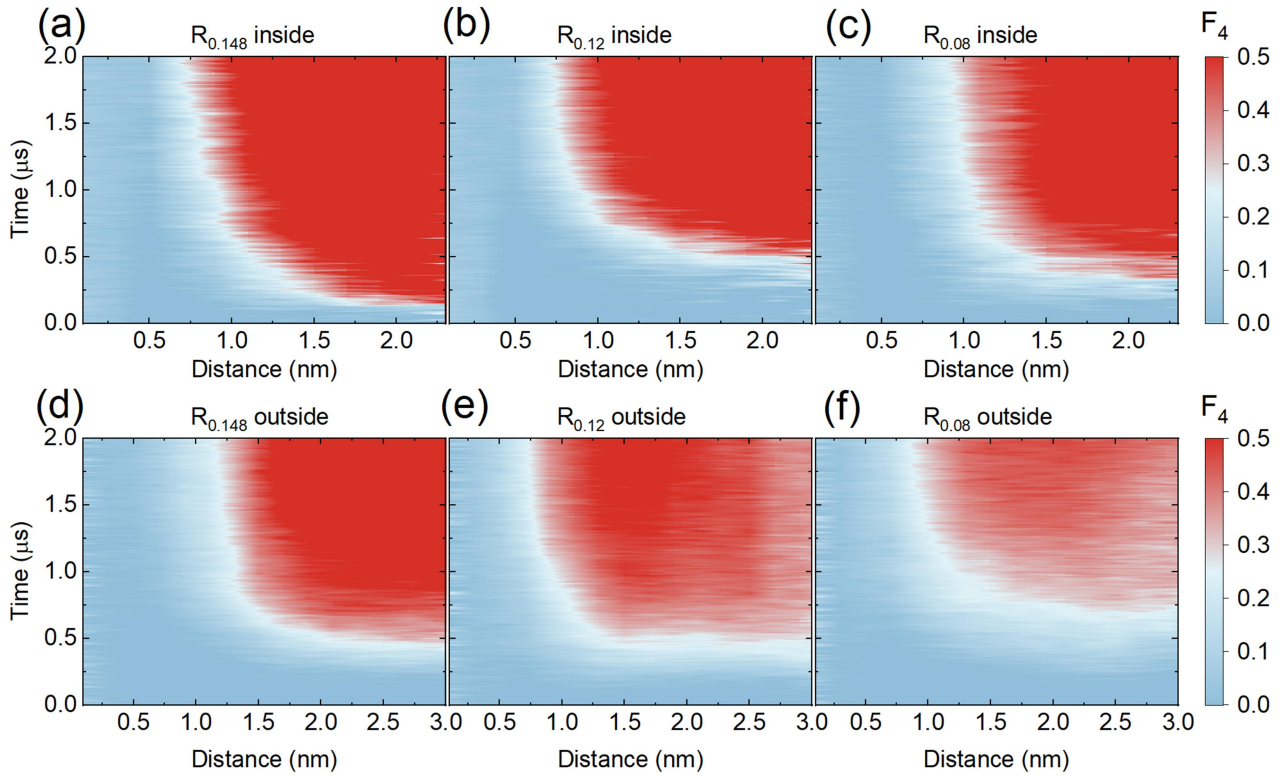 (a) R0.148 inside (b) R0.12 inside (c) R0.08 inside F4
2.0 1.5 1.0 0.5 0.0
Time (μs)
0.5 1.0 1.5 2.0 0.5 1.0 1.5 2.0 0.5 1.0 1.5 2.0
Distance (nm) Distance (nm) Distance (nm)
0.5 0.4 0.3 0.2 0.1 0.0
(d) R0.148 outside (e) R0.12 outside (f) R0.08 outside F4
2.0 1.5 1.0 0.5 0.0
Time (μs)
0.5 1.0 1.5 2.0 2.5 3.0 0.5 1.0 1.5 2.0 2.5 3.0 0.5 1.0 1.5 2.0 2.5 3.0
Distance (nm) Distance (nm) Distance (nm)
0.5 0.4 0.3 0.2 0.1 0.0